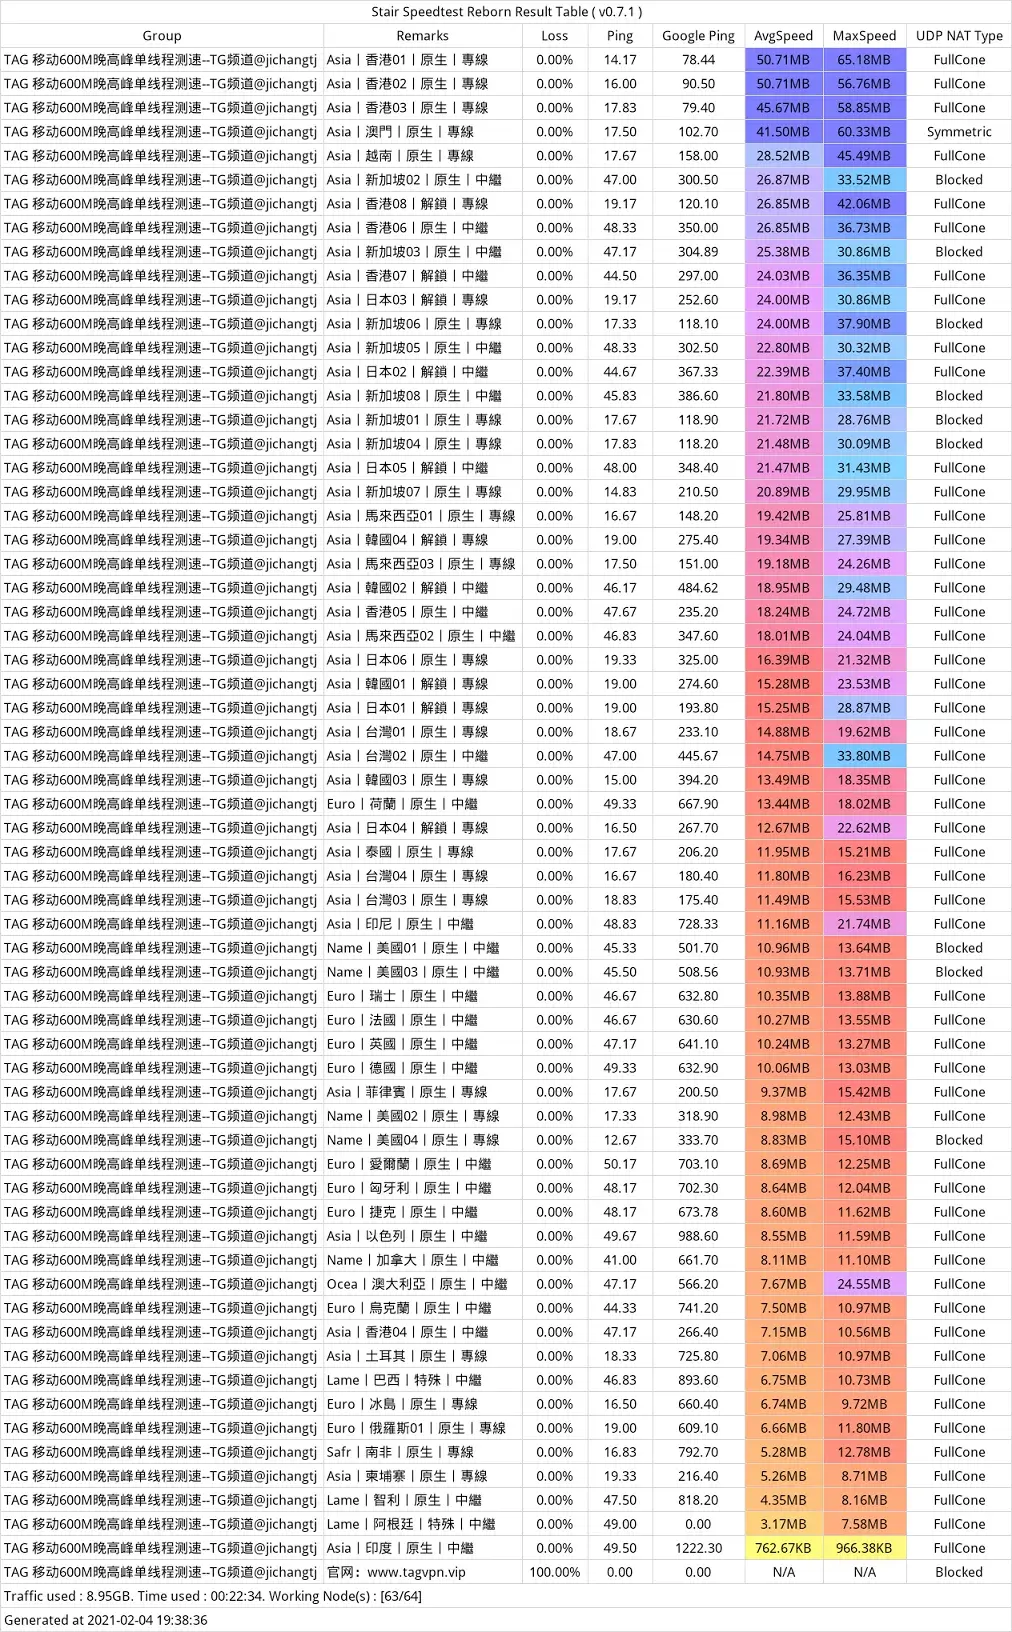 Stair Speedtest Reborn Result Table ( v0.7.1 )
Group Remarks Loss Ping Google Ping AvgSpeed MaxSpeed UDP NAT Type
TAG 移动600M晚高峰单线程测速--TG频道@jichangtj Asia丨香港01丨原生丨專線 0.00% 14.17 78.44 50.71MB 65.18MB FullCone
TAG 移动600M晚高峰单线程测速--TG频道@jichangtj Asia丨香港02丨原生丨專線 0.00% 16.00 90.50 50.71MB 56.76MB FullCone
TAG 移动600M晚高峰单线程测速--TG频道@jichangtj Asia丨香港03丨原生丨專線 0.00% 17.83 79.40 45.67MB 58.85MB FullCone
TAG 移动600M晚高峰单线程测速--TG频道@jichangtj Asia丨澳門丨原生丨專線 0.00% 17.50 102.70 41.50MB 60.33MB Symmetric
TAG 移动600M晚高峰单线程测速--TG频道@jichangtj Asia丨越南丨原生丨專線 0.00% 17.67 158.00 28.52MB 45.49MB FullCone
TAG 移动600M晚高峰单线程测速--TG频道@jichangtj Asia丨新加坡02丨原生丨中繼 0.00% 47.00 300.50 26.87MB 33.52MB Blocked
TAG 移动600M晚高峰单线程测速--TG频道@jichangtj Asia丨香港08丨解鎖丨專線 0.00% 19.17 120.10 26.85MB 42.06MB FullCone
TAG 移动600M晚高峰单线程测速--TG频道@jichangtj Asia丨香港06丨原生丨中繼 0.00% 48.33 350.00 26.85MB 36.73MB FullCone
TAG 移动600M晚高峰单线程测速--TG频道@jichangtj Asia丨新加坡03丨原生丨中繼 0.00% 47.17 304.89 25.38MB 30.86MB Blocked
TAG 移动600M晚高峰单线程测速--TG频道@jichangtj Asia丨香港07丨解鎖丨中繼 0.00% 44.50 297.00 24.03MB 36.35MB FullCone
TAG 移动600M晚高峰单线程测速--TG频道@jichangtj Asia丨日本03丨解鎖丨專線 0.00% 19.17 252.60 24.00MB 30.86MB FullCone
TAG 移动600M晚高峰单线程测速--TG频道@jichangtj Asia丨新加坡06丨原生丨專線 0.00% 17.33 118.10 24.00MB 37.90MB Blocked
TAG 移动600M晚高峰单线程测速--TG频道@jichangtj Asia丨新加坡05丨原生丨中繼 0.00% 48.33 302.50 22.80MB 30.32MB FullCone
TAG 移动600M晚高峰单线程测速--TG频道@jichangtj Asia丨日本02丨解鎖丨中繼 0.00% 44.67 367.33 22.39MB 37.40MB FullCone
TAG 移动600M晚高峰单线程测速--TG频道@jichangtj Asia丨新加坡08丨原生丨中繼 0.00% 45.83 386.60 21.80MB 33.58MB Blocked
TAG 移动600M晚高峰单线程测速--TG频道@jichangtj Asia丨新加坡01丨原生丨專線 0.00% 17.67 118.90 21.72MB 28.76MB Blocked
TAG 移动600M晚高峰单线程测速--TG频道@jichangtj Asia丨新加坡04丨原生丨專線 0.00% 17.83 118.20 21.48MB 30.09MB Blocked
TAG 移动600M晚高峰单线程测速--TG频道@jichangtj Asia丨日本05丨解鎖丨中繼 0.00% 48.00 348.40 21.47MB 31.43MB FullCone
TAG 移动600M晚高峰单线程测速--TG频道@jichangtj Asia丨新加坡07丨原生丨專線 0.00% 14.83 210.50 20.89MB 29.95MB FullCone
TAG 移动600M晚高峰单线程测速--TG频道@jichangtj Asia丨馬來西亞01丨原生丨專線 0.00% 16.67 148.20 19.42MB 25.81MB FullCone
TAG 移动600M晚高峰单线程测速--TG频道@jichangtj Asia丨韓國04丨解鎖丨專線 0.00% 19.00 275.40 19.34MB 27.39MB FullCone
TAG 移动600M晚高峰单线程测速--TG频道@jichangtj Asia丨馬來西亞03丨原生丨專線 0.00% 17.50 151.00 19.18MB 24.26MB FullCone
TAG 移动600M晚高峰单线程测速--TG频道@jichangtj Asia丨韓國02丨解鎖丨中繼 0.00% 46.17 484.62 18.95MB 29.48MB FullCone
TAG 移动600M晚高峰单线程测速--TG频道@jichangtj Asia丨香港05丨原生丨中繼 0.00% 47.67 235.20 18.24MB 24.72MB FullCone
TAG 移动600M晚高峰单线程测速--TG频道@jichangtj Asia丨馬來西亞02丨原生丨中繼 0.00% 46.83 347.60 18.01MB 24.04MB FullCone
TAG 移动600M晚高峰单线程测速--TG频道@jichangtj Asia丨日本06丨原生丨專線 0.00% 19.33 325.00 16.39MB 21.32MB FullCone
TAG 移动600M晚高峰单线程测速--TG频道@jichangtj Asia丨韓國01丨解鎖丨專線 0.00% 19.00 274.60 15.28MB 23.53MB FullCone
TAG 移动600M晚高峰单线程测速--TG频道@jichangtj Asia丨日本01丨解鎖丨專線 0.00% 19.00 193.80 15.25MB 28.87MB FullCone
TAG 移动600M晚高峰单线程测速--TG频道@jichangtj Asia丨台灣01丨原生丨專線 0.00% 18.67 233.10 14.88MB 19.62MB FullCone
TAG 移动600M晚高峰单线程测速--TG频道@jichangtj Asia丨台灣02丨原生丨中繼 0.00% 47.00 445.67 14.75MB 33.80MB FullCone
TAG 移动600M晚高峰单线程测速--TG频道@jichangtj Asia丨韓國03丨原生丨專線 0.00% 15.00 394.20 13.49MB 18.35MB FullCone
TAG 移动600M晚高峰单线程测速--TG频道@jichangtj Euro丨荷蘭丨原生丨中繼 0.00% 49.33 667.90 13.44MB 18.02MB FullCone
TAG 移动600M晚高峰单线程测速--TG频道@jichangtj Asia丨日本04丨解鎖丨專線 0.00% 16.50 267.70 12.67MB 22.62MB FullCone
TAG 移动600M晚高峰单线程测速--TG频道@jichangtj Asia丨泰國丨原生丨專線 0.00% 17.67 206.20 11.95MB 15.21MB FullCone
TAG 移动600M晚高峰单线程测速--TG频道@jichangtj Asia丨台灣04丨原生丨專線 0.00% 16.67 180.40 11.80MB 16.23MB FullCone
TAG 移动600M晚高峰单线程测速--TG频道@jichangtj Asia丨台灣03丨原生丨專線 0.00% 18.83 175.40 11.49MB 15.53MB FullCone
TAG 移动600M晚高峰单线程测速--TG频道@jichangtj Asia丨印尼丨原生丨中繼 0.00% 48.83 728.33 11.16MB 21.74MB FullCone
TAG 移动600M晚高峰单线程测速--TG频道@jichangtj Name丨美國01丨原生丨中繼 0.00% 45.33 501.70 10.96MB 13.64MB Blocked
TAG 移动600M晚高峰单线程测速--TG频道@jichangtj Name丨美國03丨原生丨中繼 0.00% 45.50 508.56 10.93MB 13.71MB Blocked
TAG 移动600M晚高峰单线程测速--TG频道@jichangtj Euro丨瑞士丨原生丨中繼 0.00% 46.67 632.80 10.35MB 13.88MB FullCone
TAG 移动600M晚高峰单线程测速--TG频道@jichangtj Euro丨法國丨原生丨中繼 0.00% 46.67 630.60 10.27MB 13.55MB FullCone
TAG 移动600M晚高峰单线程测速--TG频道@jichangtj Euro丨英國丨原生丨中繼 0.00% 47.17 641.10 10.24MB 13.27MB FullCone
TAG 移动600M晚高峰单线程测速--TG频道@jichangtj Euro丨德國丨原生丨中繼 0.00% 49.33 632.90 10.06MB 13.03MB FullCone
TAG 移动600M晚高峰单线程测速--TG频道@jichangtj Asia丨菲律賓丨原生丨專線 0.00% 17.67 200.50 9.37MB 15.42MB FullCone
TAG 移动600M晚高峰单线程测速--TG频道@jichangtj Name丨美國02丨原生丨專線 0.00% 17.33 318.90 8.98MB 12.43MB FullCone
TAG 移动600M晚高峰单线程测速--TG频道@jichangtj Name丨美國04丨原生丨專線 0.00% 12.67 333.70 8.83MB 15.10MB Blocked
TAG 移动600M晚高峰单线程测速--TG频道@jichangtj Euro丨愛爾蘭丨原生丨中繼 0.00% 50.17 703.10 8.69MB 12.25MB FullCone
TAG 移动600M晚高峰单线程测速--TG频道@jichangtj Euro丨匈牙利丨原生丨中繼 0.00% 48.17 702.30 8.64MB 12.04MB FullCone
TAG 移动600M晚高峰单线程测速--TG频道@jichangtj Euro丨捷克丨原生丨中繼 0.00% 48.17 673.78 8.60MB 11.62MB FullCone
TAG 移动600M晚高峰单线程测速--TG频道@jichangtj Asia丨以色列丨原生丨中繼 0.00% 49.67 988.60 8.55MB 11.59MB FullCone
TAG 移动600M晚高峰单线程测速--TG频道@jichangtj Name丨加拿大丨原生丨中繼 0.00% 41.00 661.70 8.11MB 11.10MB FullCone
TAG 移动600M晚高峰单线程测速--TG频道@jichangtj Ocea丨澳大利亞丨原生丨中繼 0.00% 47.17 566.20 7.67MB 24.55MB FullCone
TAG 移动600M晚高峰单线程测速--TG频道@jichangtj Euro丨烏克蘭丨原生丨中繼 0.00% 44.33 741.20 7.50MB 10.97MB FullCone
TAG 移动600M晚高峰单线程测速--TG频道@jichangtj Asia丨香港04丨原生丨中繼 0.00% 47.17 266.40 7.15MB 10.56MB FullCone
TAG 移动600M晚高峰单线程测速--TG频道@jichangtj Asia丨土耳其丨原生丨專線 0.00% 18.33 725.80 7.06MB 10.97MB FullCone
TAG 移动600M晚高峰单线程测速--TG频道@jichangtj Lame丨巴西丨特殊丨中繼 0.00% 46.83 893.60 6.75MB 10.73MB FullCone
TAG 移动600M晚高峰单线程测速--TG频道@jichangtj Euro丨冰島丨原生丨專線 0.00% 16.50 660.40 6.74MB 9.72MB FullCone
TAG 移动600M晚高峰单线程测速--TG频道@jichangtj Euro丨俄羅斯01丨原生丨專線 0.00% 19.00 609.10 6.66MB 11.80MB FullCone
TAG 移动600M晚高峰单线程测速--TG频道@jichangtj Safr丨南非丨原生丨專線 0.00% 16.83 792.70 5.28MB 12.78MB FullCone
TAG 移动600M晚高峰单线程测速--TG频道@jichangtj Asia丨柬埔寨丨原生丨專線 0.00% 19.33 216.40 5.26MB 8.71MB FullCone
TAG 移动600M晚高峰单线程测速--TG频道@jichangtj Lame丨智利丨原生丨中繼 0.00% 47.50 818.20 4.35MB 8.16MB FullCone
TAG 移动600M晚高峰单线程测速--TG频道@jichangtj Lame丨阿根廷丨特殊丨中繼 0.00% 49.00 0.00 3.17MB 7.58MB FullCone
TAG 移动600M晚高峰单线程测速--TG频道@jichangtj Asia丨印度丨原生丨中繼 0.00% 49.50 1222.30 762.67KB 966.38KB FullCone
TAG 移动600M晚高峰单线程测速--TG频道@jichangtj 官网：www.tagvpn.vip 100.00% 0.00 0.00 N/A N/A Blocked
Traffic used : 8.95GB. Time used : 00:22:34. Working Node(s) : [63/64]
Generated at 2021-02-04 19:38:36